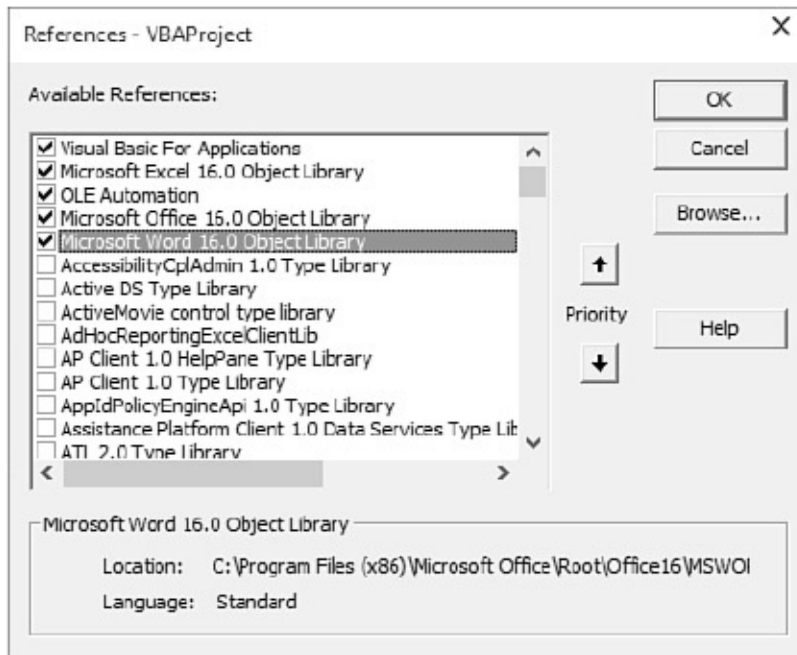 References - VBAProject
Available References:
Visual Basic For Applications
Microsoft Excel 16.0 Object Library
OLE Automation
Microsoft Office 16.0 Object Library
Microsoft Word 16.0 Object Library
AccessibilityCplAdmin 1.0 Type Library
Active DS Type Library
ActiveMovie control type library
AdHocReportingExcelClientLib
AP Client 1.0 HelpPane Type Library
AP Client 1.0 Type Library
AppIdPolicyEngineApi 1.0 Type Library
Assistance Platform Client 1.0 Data Services Type Lib
ATL 2.0 Type Library
OK
Cancel
Browse...
Priority
Help
Microsoft Word 16.0 Object Library
Location: C:\Program Files (x86)\Microsoft Office\Root\Office16\MSWOI
Language: Standard